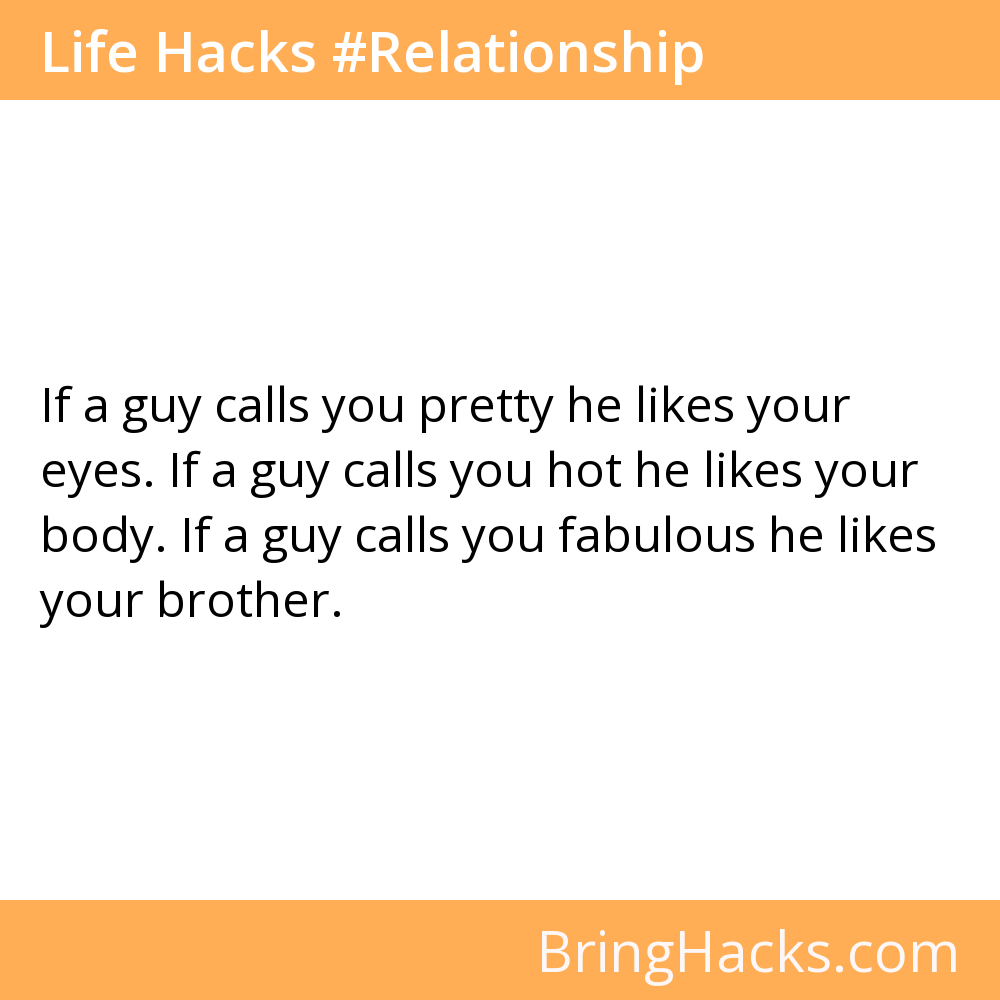 Life Hacks #Relationship
If a guy calls you pretty he likes your
eyes. If a guy calls you hot he likes your
body. If a guy calls you fabulous he likes
your brother.
BringHacks.com